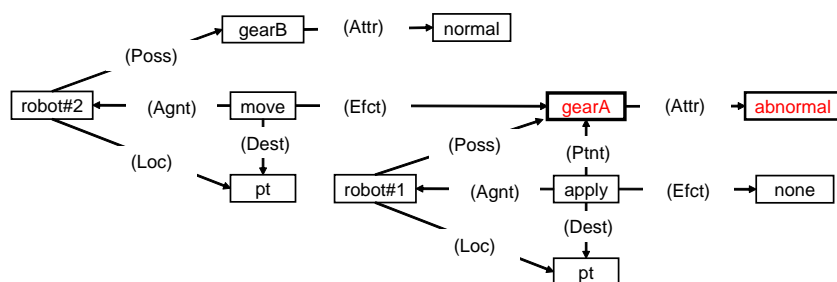 gearB (Attr) normal
(Poss)
robot#2 (Agnt) move (Efct) gearA (Attr) abnormal
(Dest) (Poss) (Ptnt)
(Loc)
pt robot#1 (Agnt) apply (Efct) none
(Dest)
(Loc)
pt